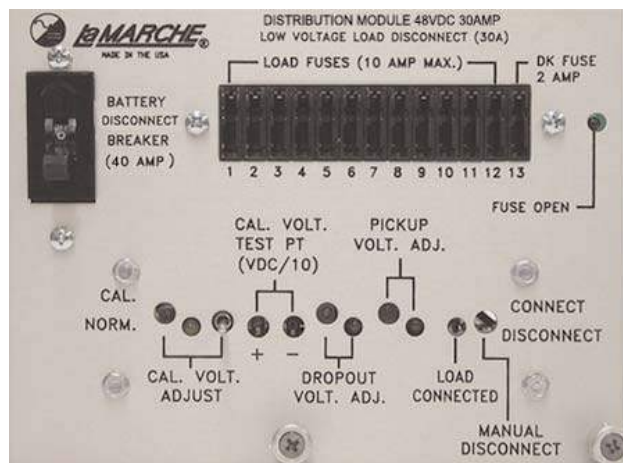 laMARCHE®
MADE IN THE USA
DISTRIBUTION MODULE 48VDC 30AMP
LOW VOLTAGE LOAD DISCONNECT (30A)
LOAD FUSES (10 AMP MAX.)
DK FUSE
2 AMP
BATTERY
DISCONNECT
BREAKER
(40 AMP)
1 2 3 4 5 6 7 8 9 10 11 12 13
FUSE OPEN
CAL. VOLT.
TEST PT
(VDC/10)
PICKUP
VOLT. ADJ.
CAL.
NORM.
CONNECT
DISCONNECT
+ -
CAL. VOLT.
ADJUST
DROPOUT
VOLT. ADJ.
LOAD
CONNECTED
MANUAL
DISCONNECT